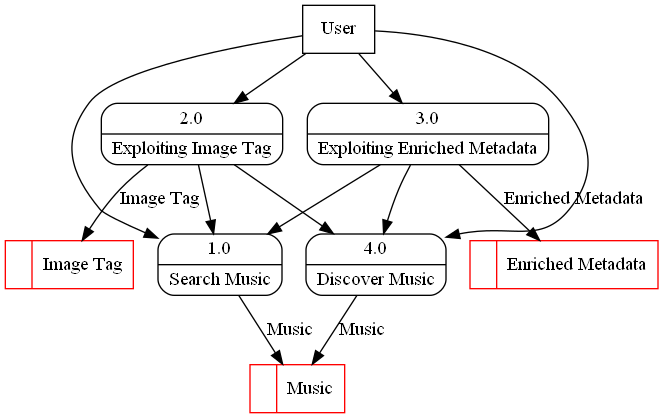 User
2.0
Exploiting Image Tag
3.0
Exploiting Enriched Metadata
Image Tag
Enriched Metadata
Image Tag
1.0
Search Music
4.0
Discover Music
Enriched Metadata
Music
Music
Music